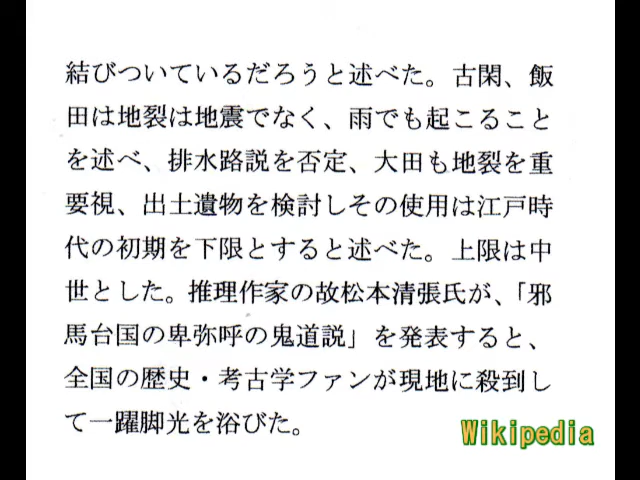 結びついているだろうと述べた。古閑、飯
田は地裂は地震でなく、雨でも起こること
を述べ、排水路説を否定、大田も地裂を重
要視、出土遺物を検討しその使用は江戸時
代の初期を下限とすると述べた。上限は中
世とした。推理作家の故松本清張氏が、「邪
馬台国の卑弥呼の鬼道説」を発表すると、
全国の歴史・考古学ファンが現地に殺到し
て一躍脚光を浴びた。
Wikipedia